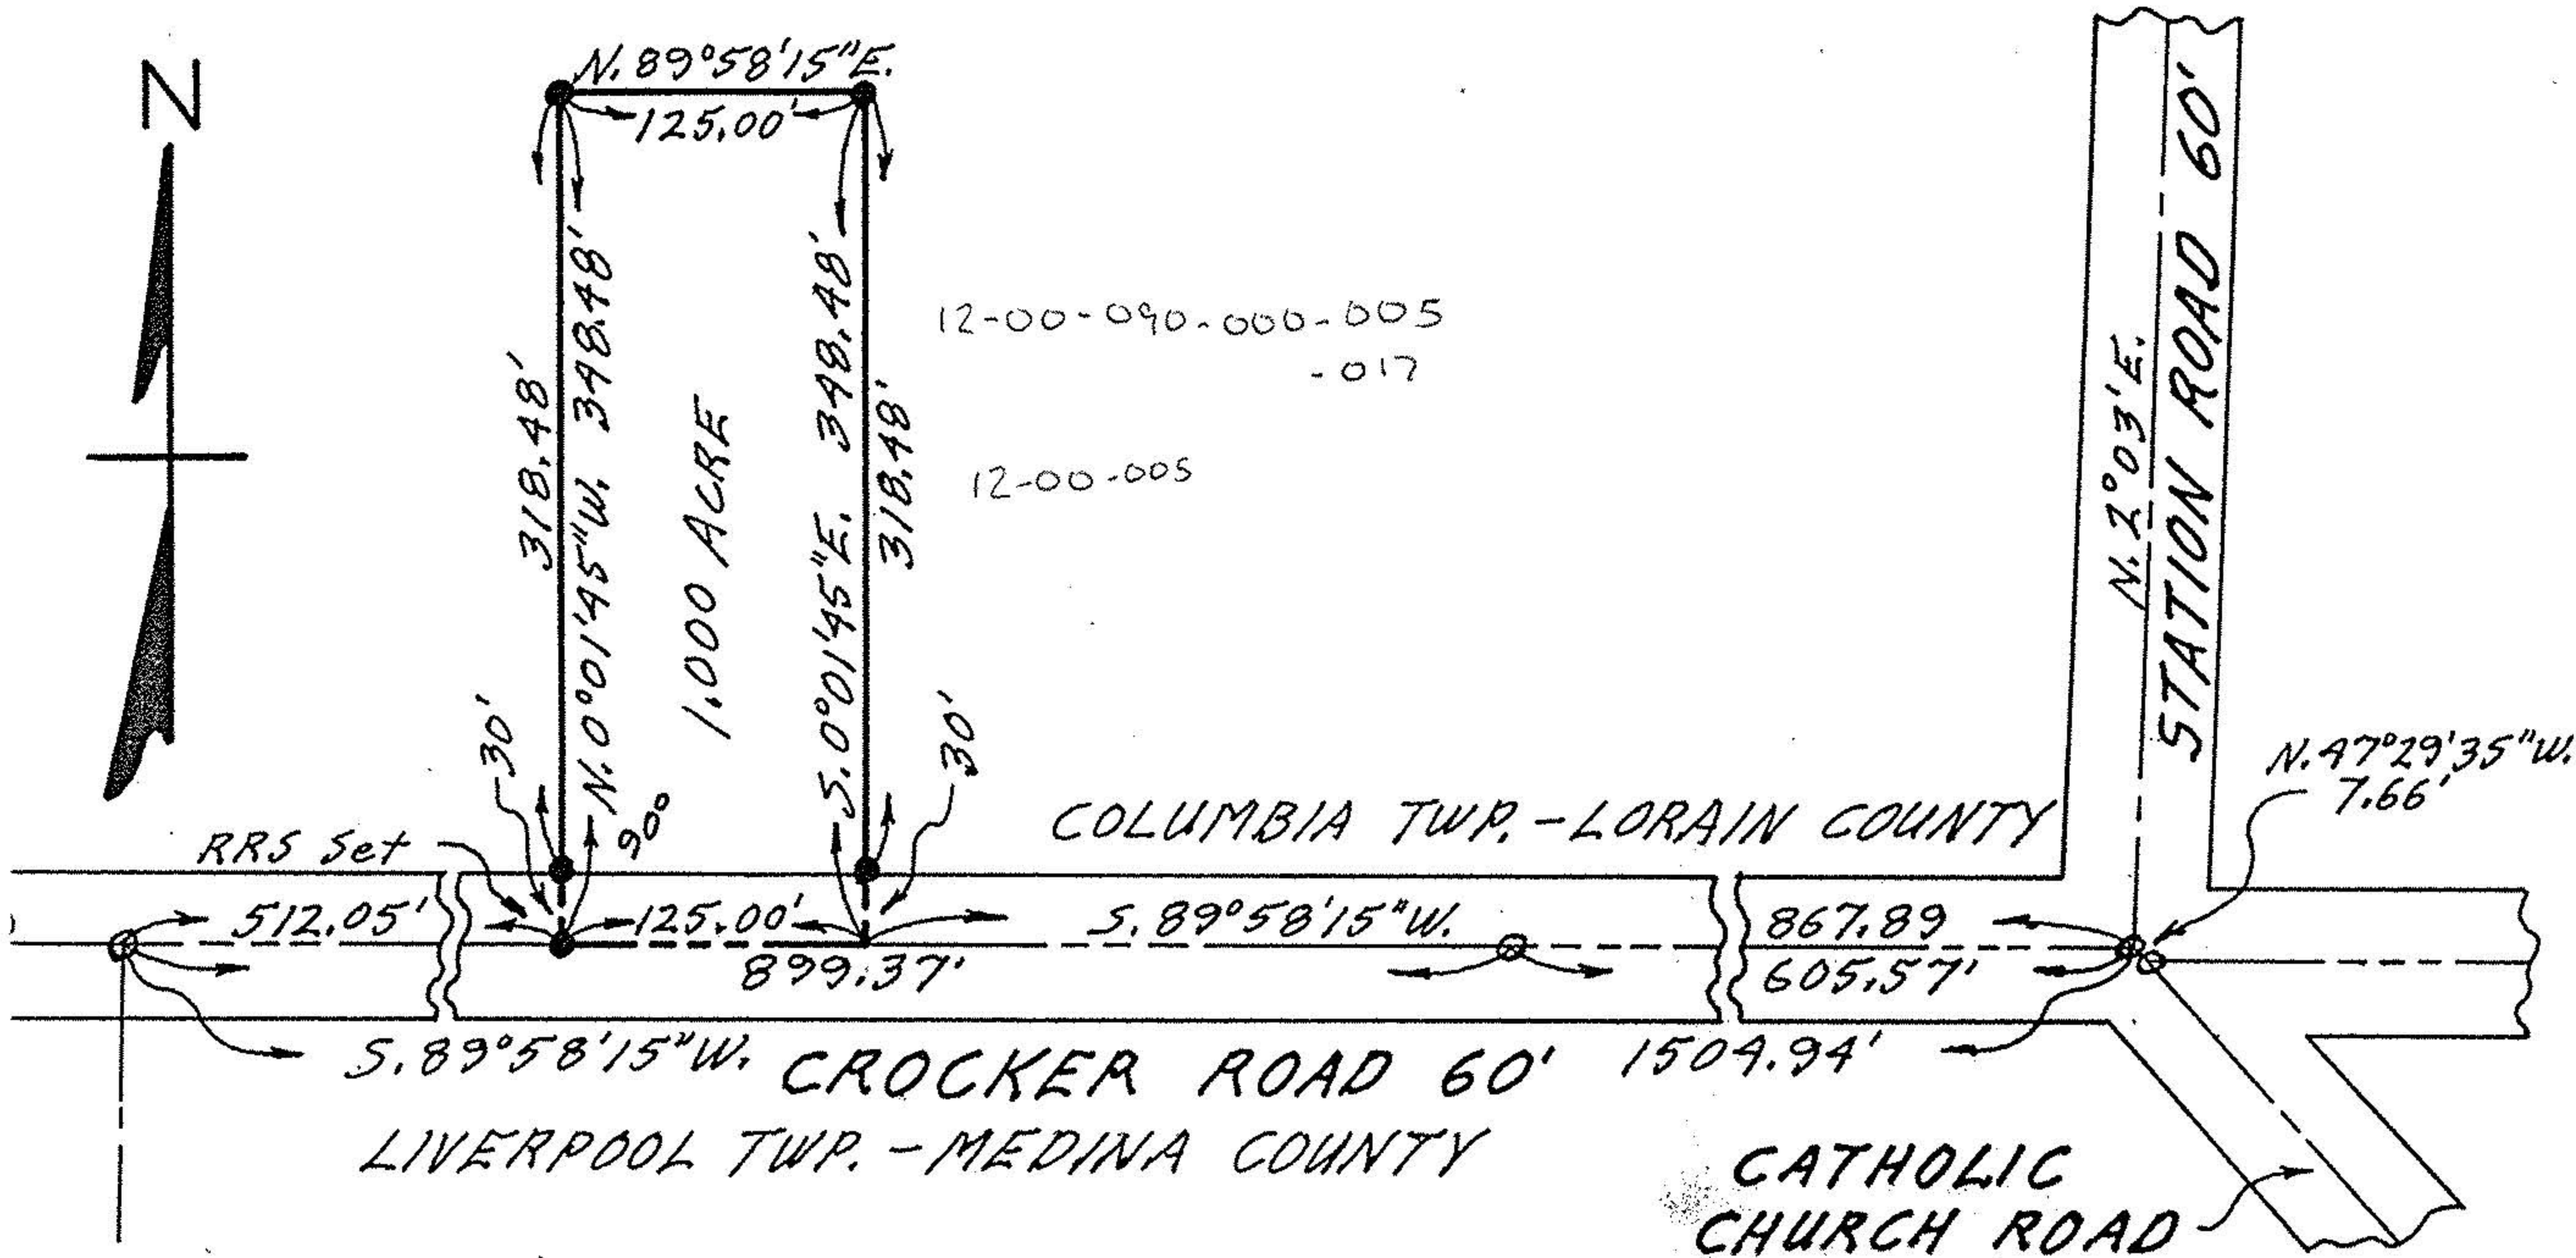 N
N. 89°58'15"E.
125.00'
318.48'
N. 0°01'45"W. 348.48'
1.000 ACRE
S. 0°01'45"E. 348.48'
318.48'
12-00-090-000-005
-017
12-00-005
N. 2°03'E.
STATION ROAD 60'
30'
90°
30'
N. 47°29'35"W.
7.66'
RRS Set
COLUMBIA TWP. - LORAIN COUNTY
512.05'
125.00'
S. 89°58'15"W.
867.89
899.37'
605.57'
S. 89°58'15"W.
CROCKER ROAD 60'
1504.94'
LIVERPOOL TWP. - MEDINA COUNTY
CATHOLIC
CHURCH ROAD